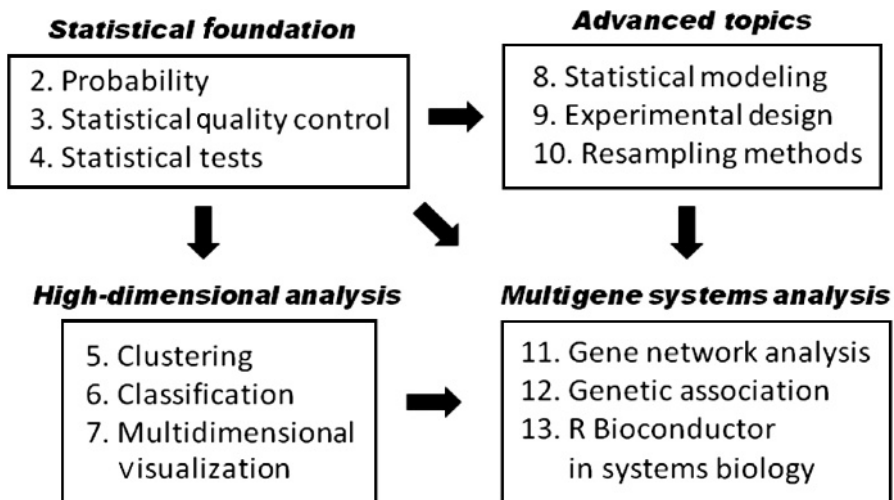 Statistical foundation
2. Probability
3. Statistical quality control
4. Statistical tests
Advanced topics
8. Statistical modeling
9. Experimental design
10. Resampling methods
High-dimensional analysis
5. Clustering
6. Classification
7. Multidimensional
visualization
Multigene systems analysis
11. Gene network analysis
12. Genetic association
13. R Bioconductor
in systems biology